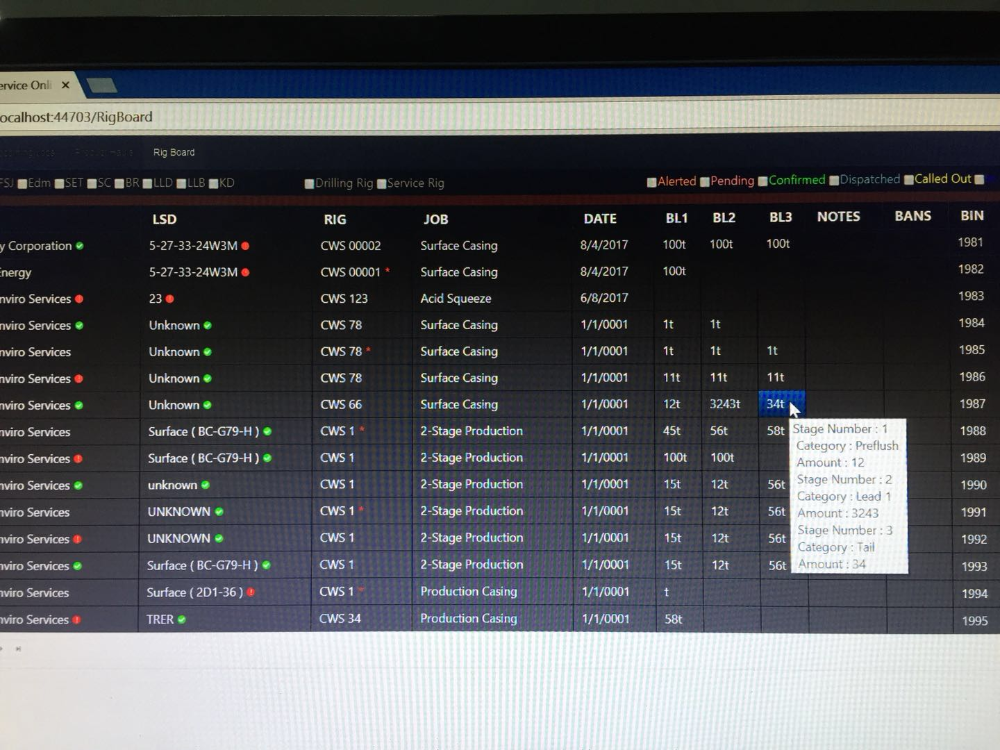 ervice Onli ×
ocalhost:44703/RigBoard
Rig Board
FSJ Edm SET SC BR LLD LLB KD Drilling Rig Service Rig Alerted Pending Confirmed Dispatched Called Out
LSD RIG JOB DATE BL1 BL2 BL3 NOTES BANS BIN
y Corporation 5-27-33-24W3M CWS 00002 Surface Casing 8/4/2017 100t 100t 100t 1981
Energy 5-27-33-24W3M CWS 00001 * Surface Casing 8/4/2017 100t 1982
nviro Services 23 CWS 123 Acid Squeeze 6/8/2017 1983
nviro Services Unknown CWS 78 Surface Casing 1/1/0001 1t 1t 1984
nviro Services Unknown CWS 78 * Surface Casing 1/1/0001 1t 1t 1t 1985
nviro Services Unknown CWS 78 Surface Casing 1/1/0001 11t 11t 11t 1986
nviro Services Unknown CWS 66 Surface Casing 1/1/0001 12t 3243t 34t 1987
nviro Services Surface ( BC-G79-H ) CWS 1 * 2-Stage Production 1/1/0001 45t 56t 58t 1988
nviro Services Surface ( BC-G79-H ) CWS 1 2-Stage Production 1/1/0001 100t 100t 1989
nviro Services unknown CWS 1 2-Stage Production 1/1/0001 15t 12t 56t 1990
nviro Services UNKNOWN CWS 1 * 2-Stage Production 1/1/0001 15t 12t 56t 1991
nviro Services UNKNOWN CWS 1 2-Stage Production 1/1/0001 15t 12t 56t 1992
nviro Services Surface ( BC-G79-H ) CWS 1 2-Stage Production 1/1/0001 15t 12t 56t 1993
nviro Services Surface ( 2D1-36 ) CWS 1 * Production Casing 1/1/0001 t 1994
nviro Services TRER CWS 34 Production Casing 1/1/0001 58t 1995
Stage Number : 1
Category : Preflush
Amount : 12
Stage Number : 2
Category : Lead 1
Amount : 3243
Stage Number : 3
Category : Tail
Amount : 34